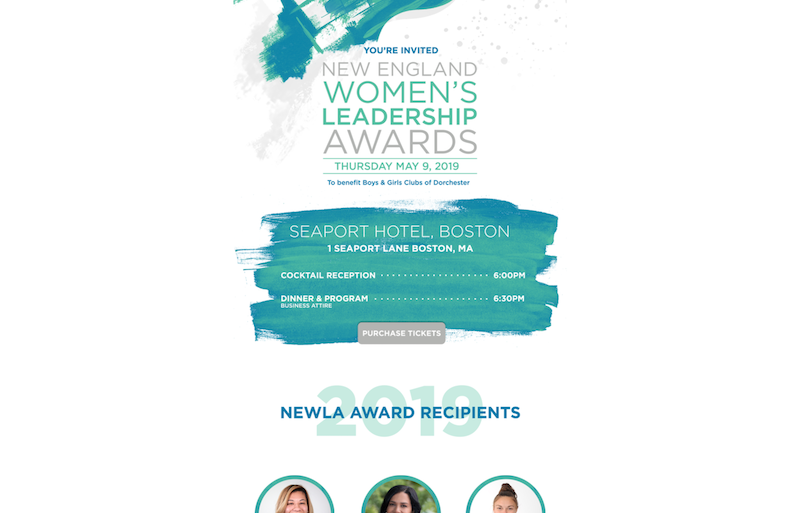 YOU'RE INVITED
NEW ENGLAND
WOMEN'S
LEADERSHIP
AWARDS
THURSDAY MAY 9, 2019
To benefit Boys & Girls Clubs of Dorchester
SEAPORT HOTEL, BOSTON
1 SEAPORT LANE BOSTON, MA
COCKTAIL RECEPTION 6:00PM
DINNER & PROGRAM 6:30PM
BUSINESS ATTIRE
PURCHASE TICKETS
2019
NEWLA AWARD RECIPIENTS